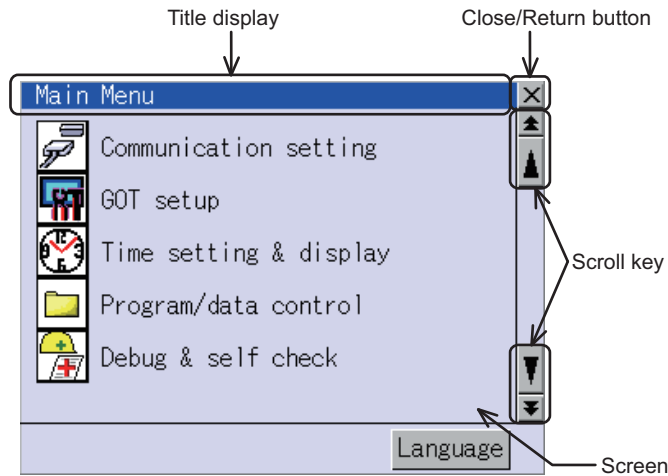 Title display
Close/Return button
Main Menu
Communication setting
GOT setup
Time setting & display
Scroll key
Program/data control
Debug & self check
Language
Screen